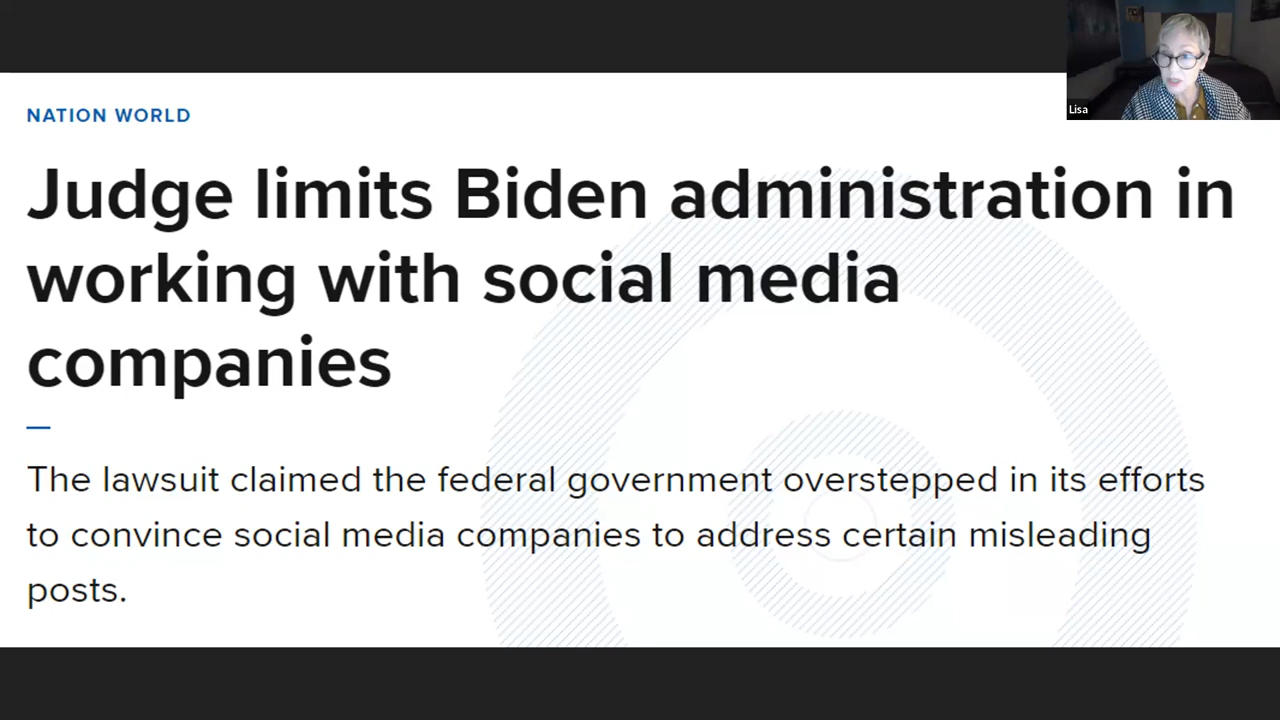 NATION WORLD
Judge limits Biden administration in
working with social media
companies
The lawsuit claimed the federal government overstepped in its efforts
to convince social media companies to address certain misleading
posts.
Lisa